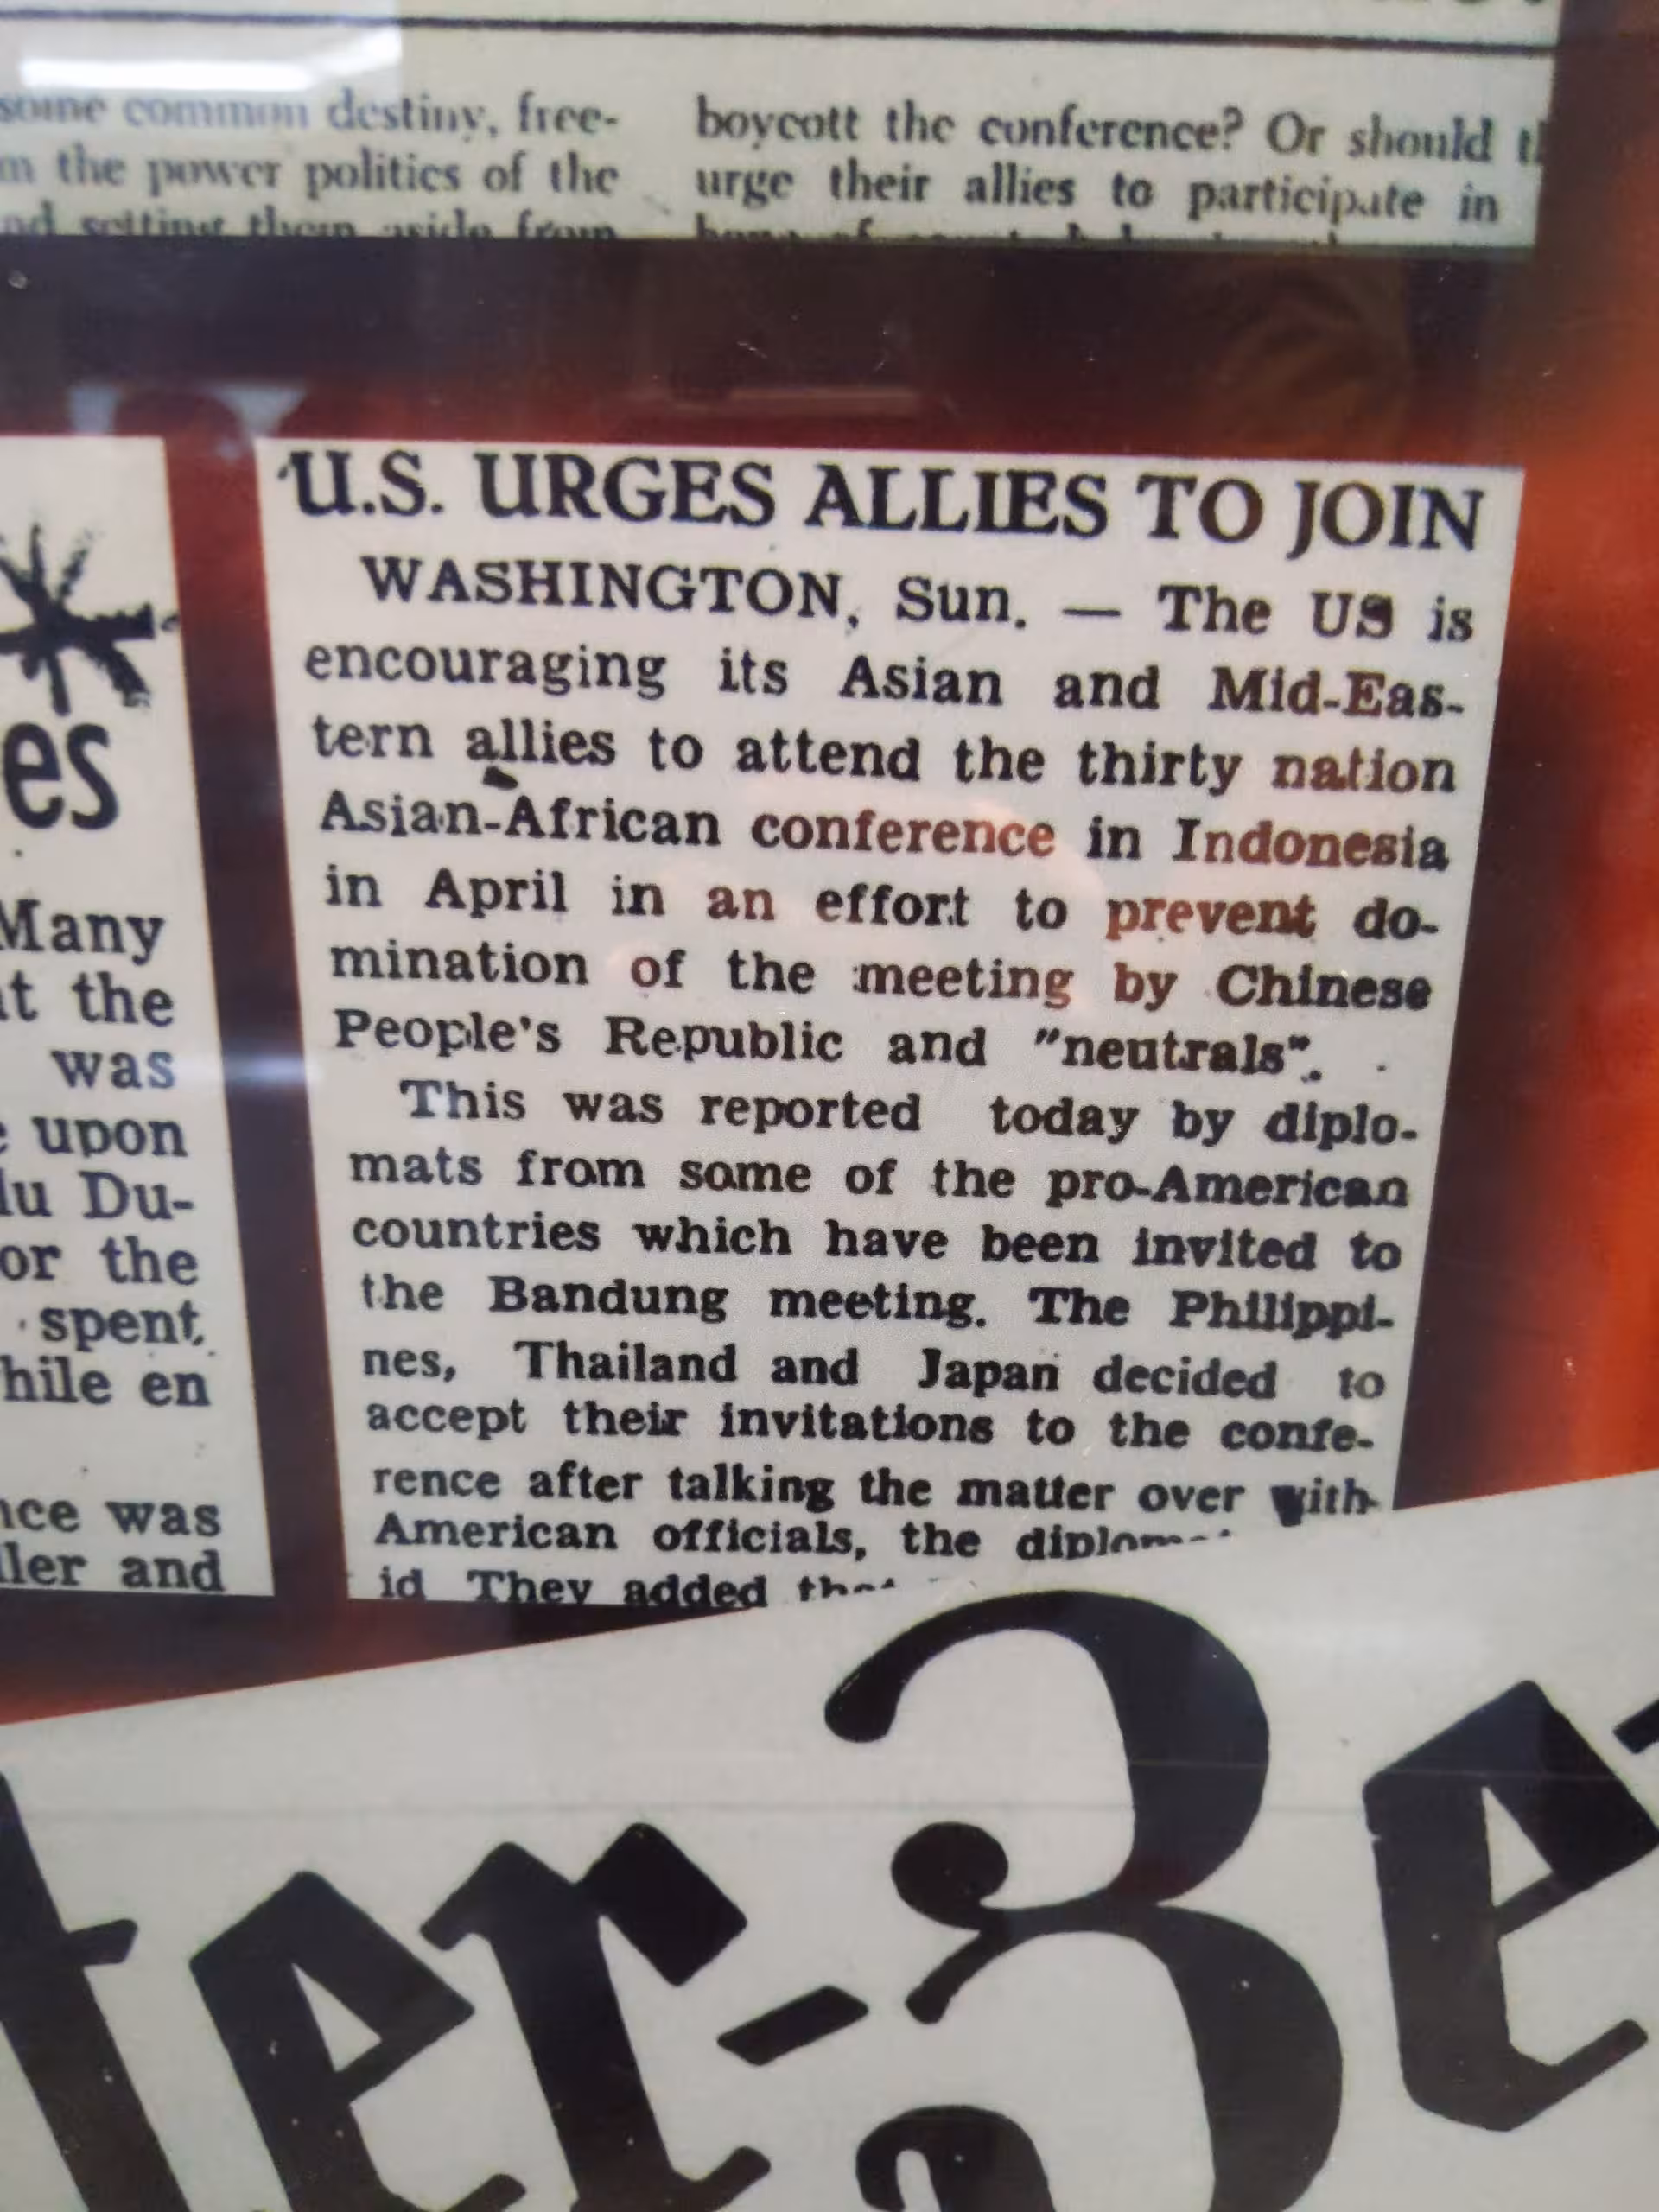 some common destiny, free-
the power politics of the
boycott the conference? Or should
urge their allies to participate in
es
Many
the
was
upon
Du-
or the
spent
en
was
and
U.S. URGES ALLIES TO JOIN
WASHINGTON, Sun. — The US is
encouraging its Asian and Mid-Eas-
tern allies to attend the thirty nation
Asian-African conference in Indonesia
in April in an effort to prevent do-
mination of the meeting by Chinese
People's Republic and "neutrals".
This was reported today by diplo-
mats from some of the pro-American
countries which have been invited to
the Bandung meeting. The Philippi-
nes, Thailand and Japan decided to
accept their invitations to the confe-
rence after talking the matter over with
American officials, the
id They added
ter-Ze